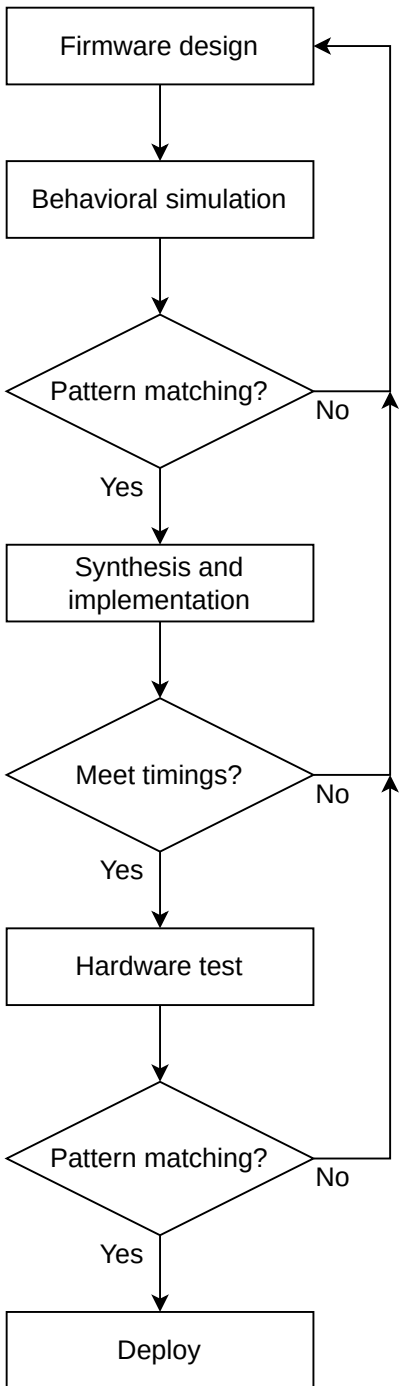 Firmware design
Behavioral simulation
Pattern matching?
No
Yes
Synthesis and
implementation
Meet timings?
No
Yes
Hardware test
Pattern matching?
No
Yes
Deploy